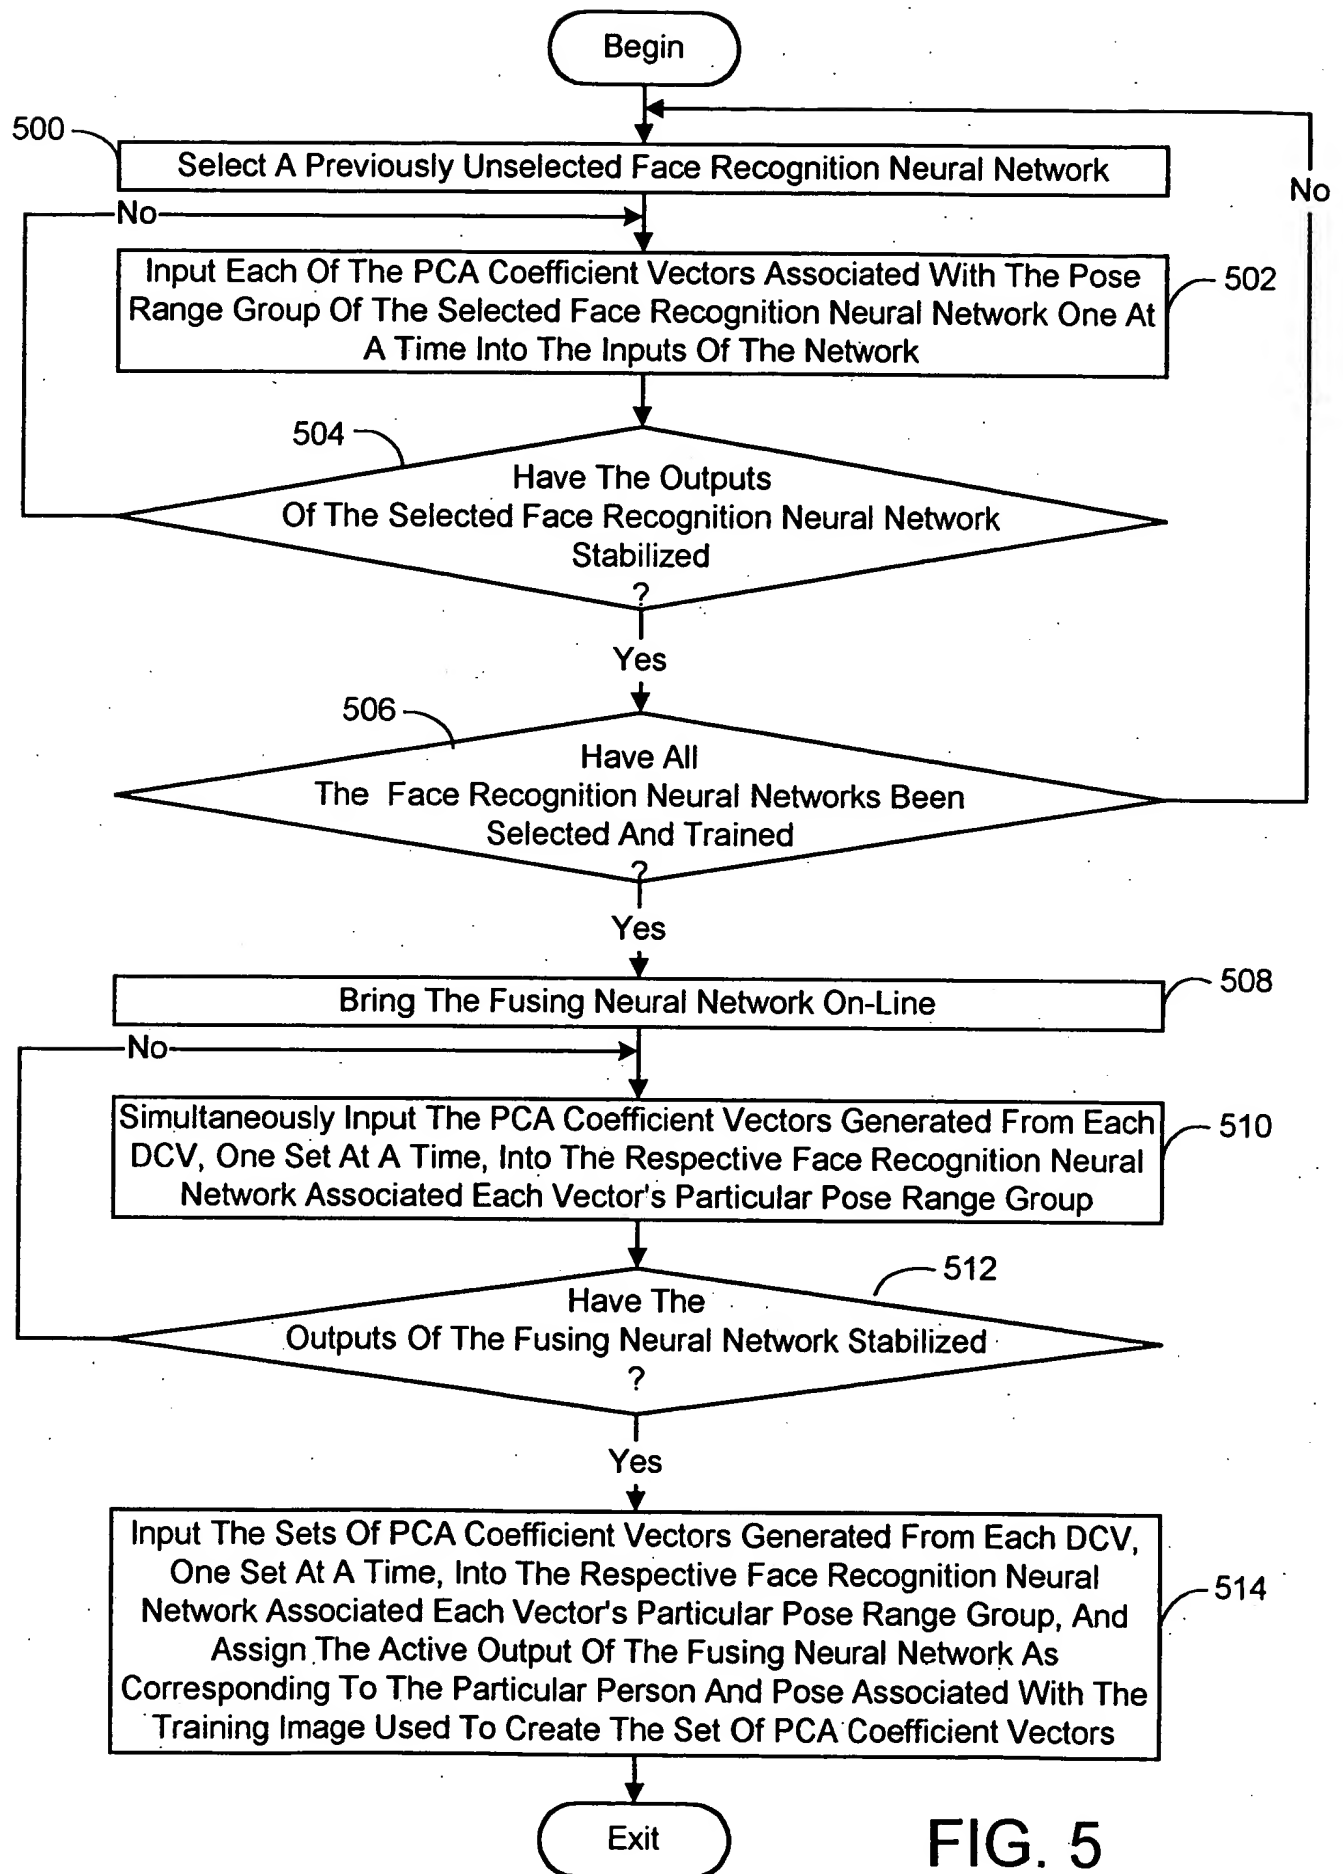 Begin
500
Select A Previously Unselected Face Recognition Neural Network
No
No
Input Each Of The PCA Coefficient Vectors Associated With The Pose
Range Group Of The Selected Face Recognition Neural Network One At
A Time Into The Inputs Of The Network
502
504
Have The Outputs
Of The Selected Face Recognition Neural Network
Stabilized
?
Yes
506
Have All
The Face Recognition Neural Networks Been
Selected And Trained
?
Yes
Bring The Fusing Neural Network On-Line
508
No
Simultaneously Input The PCA Coefficient Vectors Generated From Each
DCV, One Set At A Time, Into The Respective Face Recognition Neural
Network Associated Each Vector's Particular Pose Range Group
510
512
Have The
Outputs Of The Fusing Neural Network Stabilized
?
Yes
Input The Sets Of PCA Coefficient Vectors Generated From Each DCV,
One Set At A Time, Into The Respective Face Recognition Neural
Network Associated Each Vector's Particular Pose Range Group, And
Assign The Active Output Of The Fusing Neural Network As
Corresponding To The Particular Person And Pose Associated With The
Training Image Used To Create The Set Of PCA Coefficient Vectors
514
Exit
FIG. 5